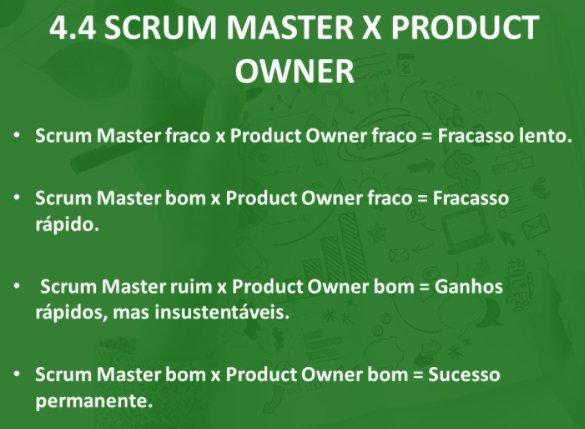 4.4 SCRUM MASTER X PRODUCT
OWNER
• Scrum Master fraco x Product Owner fraco = Fracasso lento.
• Scrum Master bom x Product Owner fraco = Fracasso
rápido.
• Scrum Master ruim x Product Owner bom = Ganhos
rápidos, mas insustentáveis.
• Scrum Master bom x Product Owner bom = Sucesso
permanente.